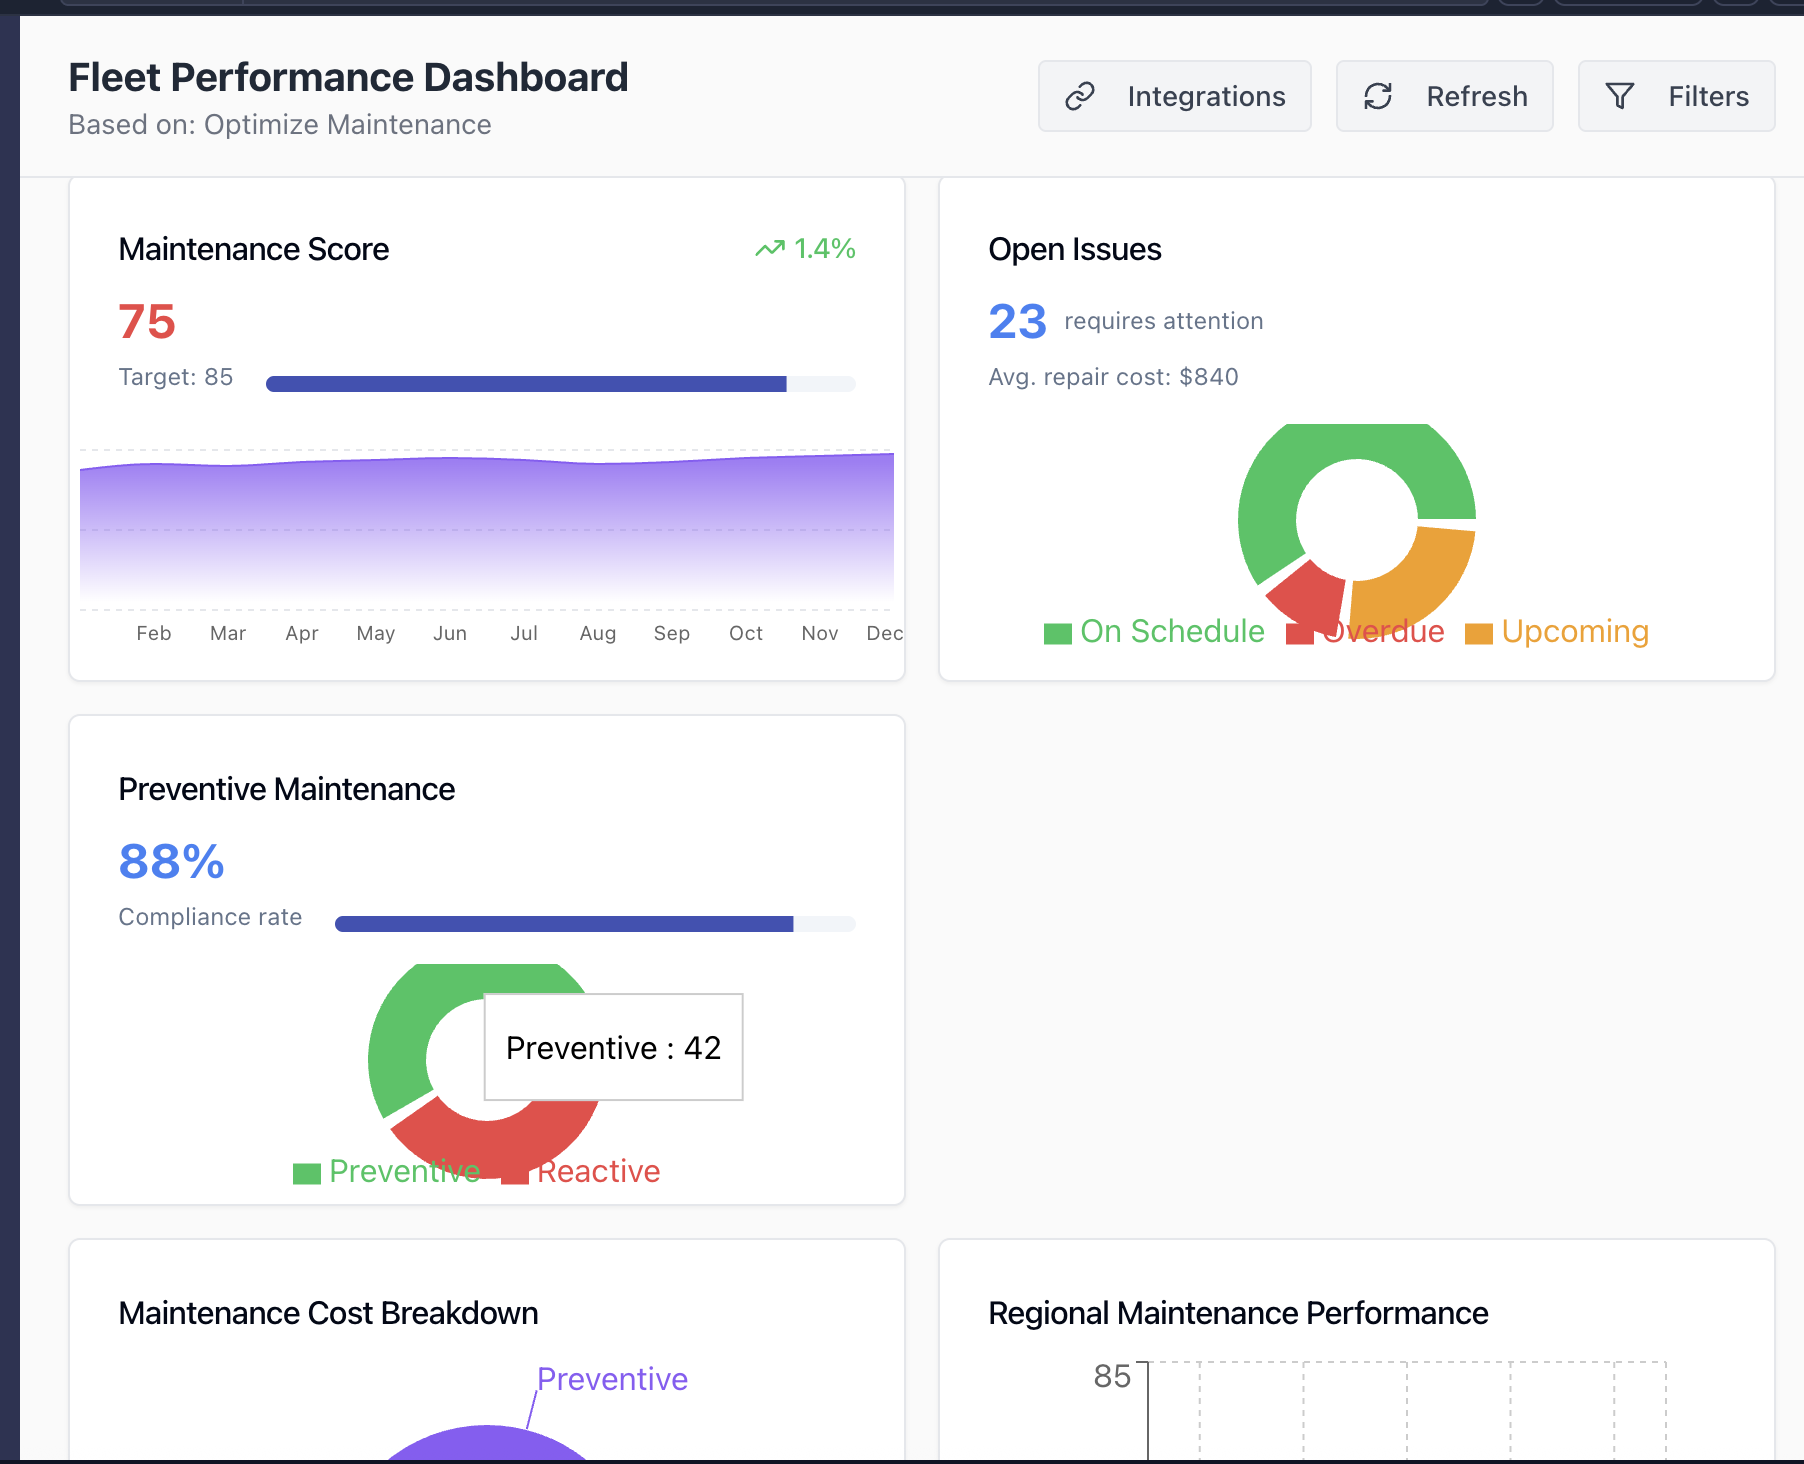 Fleet Performance Dashboard
Based on: Optimize Maintenance
Integrations
Refresh
Filters
Maintenance Score
1.4%
75
Target: 85
Feb Mar Apr May Jun Jul Aug Sep Oct Nov Dec
Open Issues
23 requires attention
Avg. repair cost: $840
On Schedule Overdue Upcoming
Preventive Maintenance
88%
Compliance rate
Preventive : 42
Preventive Reactive
Maintenance Cost Breakdown
Preventive
Regional Maintenance Performance
85